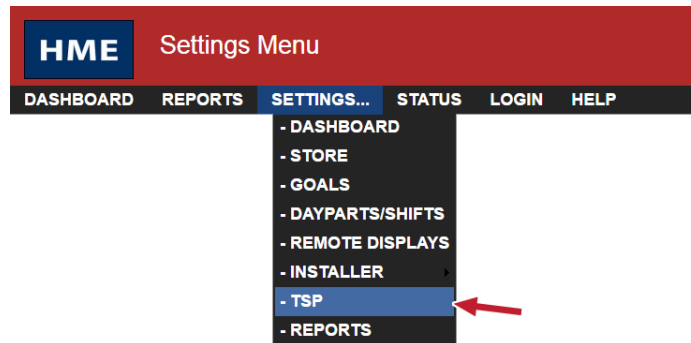 HME Settings Menu
DASHBOARD REPORTS SETTINGS... STATUS LOGIN HELP
- DASHBOARD
- STORE
- GOALS
- DAYPARTS/SHIFTS
- REMOTE DISPLAYS
- INSTALLER
- TSP
- REPORTS